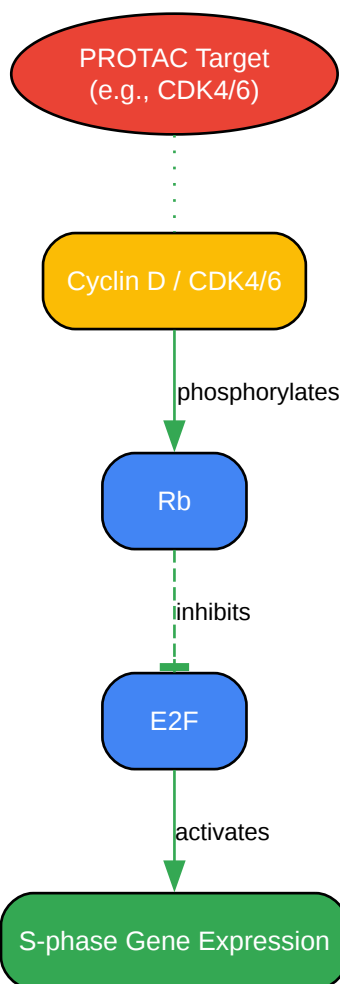 PROTAC Target
(e.g., CDK4/6)
Cyclin D / CDK4/6
phosphorylates
Rb
inhibits
E2F
activates
S-phase Gene Expression